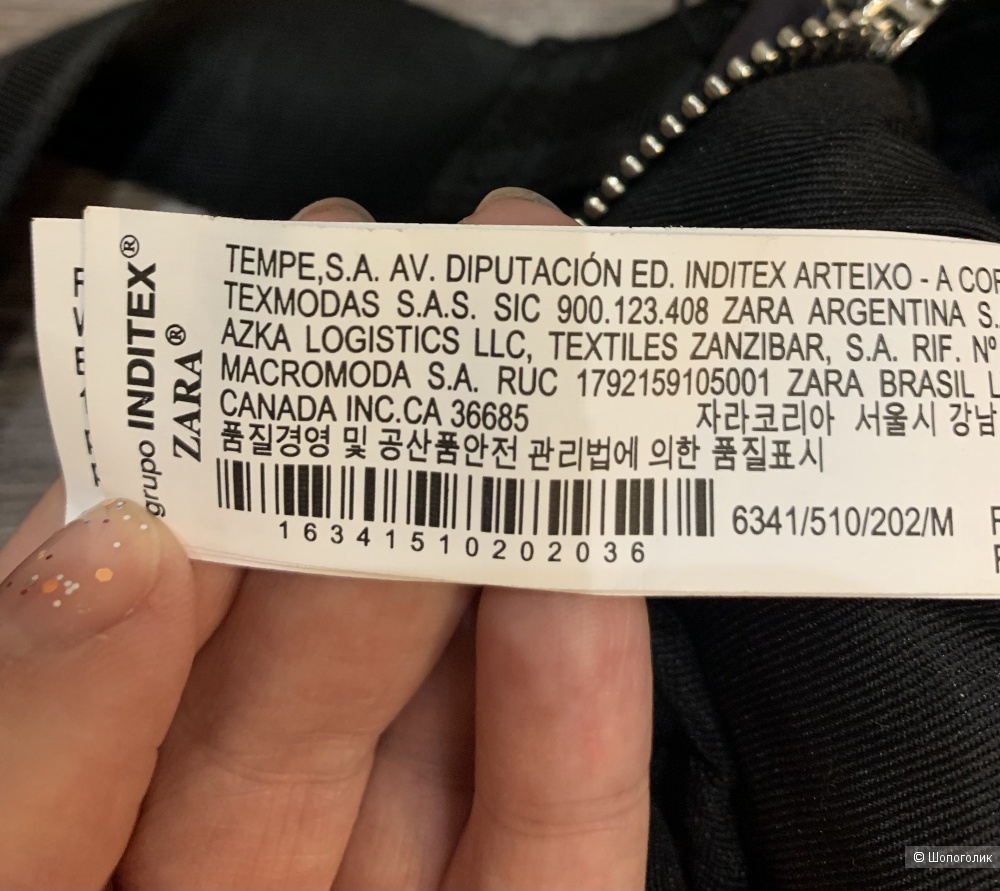 grupo INDITEX®
ZARA®
TEMPE,S.A. AV. DIPUTACIÓN ED. INDITEX ARTEIXO - A COR
TEXMODAS S.A.S. SIC 900.123.408 ZARA ARGENTINA S.
AZKA LOGISTICS LLC, TEXTILES ZANZIBAR, S.A. RIF. Nº
MACROMODA S.A. RUC 1792159105001 ZARA BRASIL L
CANADA INC.CA 36685 자라코리아 서울시 강남
품질경영 및 공산품안전 관리법에 의한 품질표시
16341510202036
6341/510/202/M
© Шопоголик